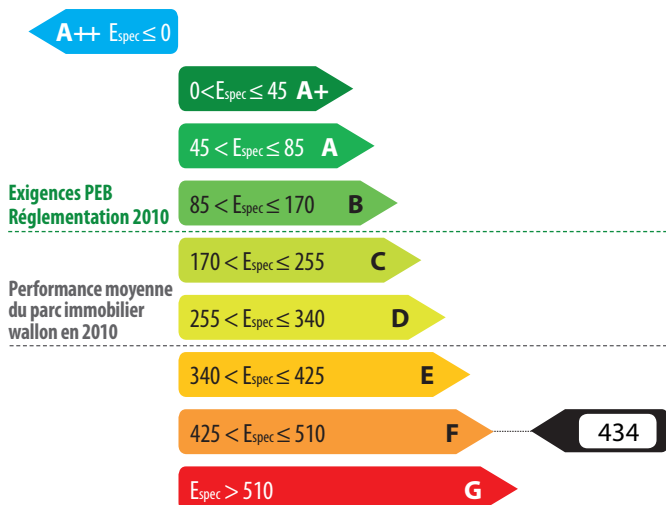 A++ Espec ≤ 0
0 < Espec ≤ 45 A+
45 < Espec ≤ 85 A
Exigences PEB
Réglementation 2010
85 < Espec ≤ 170 B
170 < Espec ≤ 255 C
Performance moyenne
du parc immobilier
wallon en 2010
255 < Espec ≤ 340 D
340 < Espec ≤ 425 E
425 < Espec ≤ 510 F
434
Espec > 510 G